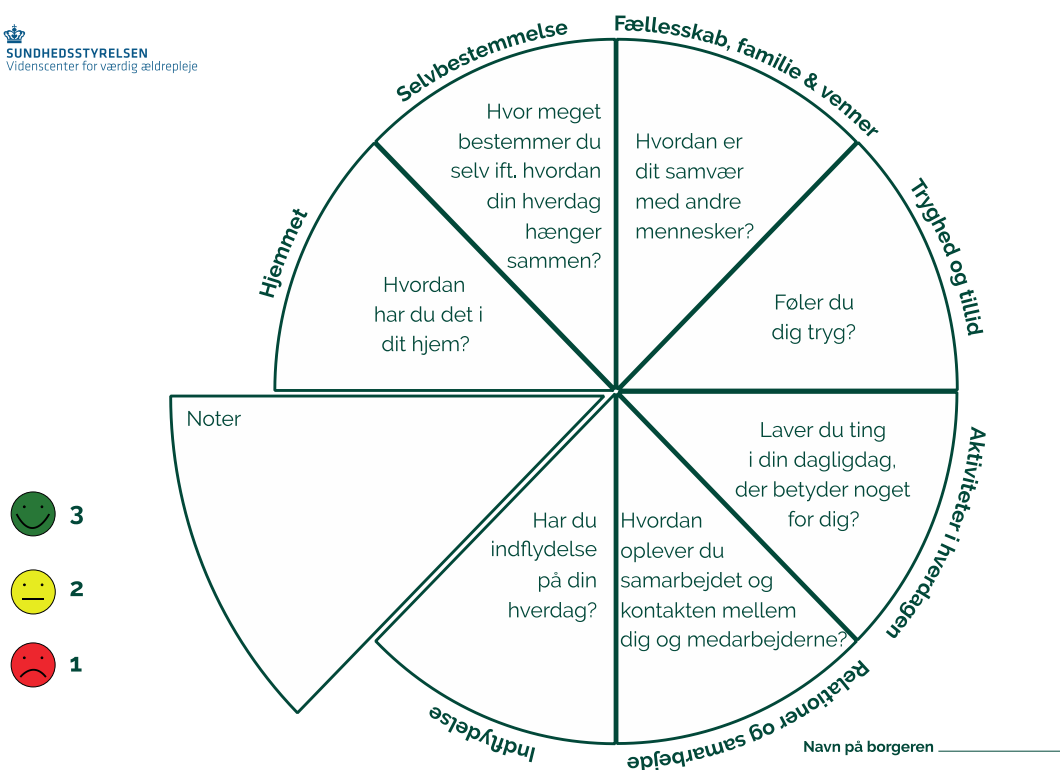 SUNDHEDSSTYRELSEN
Videnscenter for værdig ældrepleje
Selvbestemmelse
Hvor meget
bestemmer du
selv ift. hvordan
din hverdag
hænger
sammen?
Fællesskab, familie & venner
Hvordan er
dit samvær
med andre
mennesker?
Tryghed og tillid
Føler du
dig tryg?
Hjemmet
Hvordan
har du det i
dit hjem?
Aktiviteter i hverdagen
Laver du ting
i din dagligdag,
der betyder noget
for dig?
Relationer og samarbejde
Hvordan
oplever du
samarbejdet og
kontakten mellem
dig og medarbejderne?
Indflydelse
Har du
indflydelse
på din
hverdag?
Noter
3
2
1
Navn på borgeren